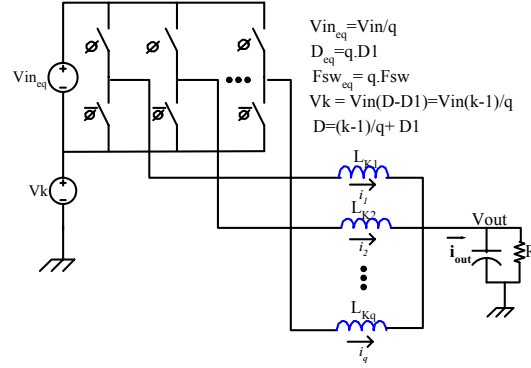 Vin_eq=Vin/q
D_eq=q.D1
Fsw_eq= q.Fsw
Vk = Vin(D-D1)=Vin(k-1)/q
D=(k-1)/q+ D1
Ø Ø Ø
Vin_eq
Ø̅ Ø̅ Ø̅
Vk
L_K1
i_1
L_K2
i_2
L_Kq
i_q
Vout
i_out
R